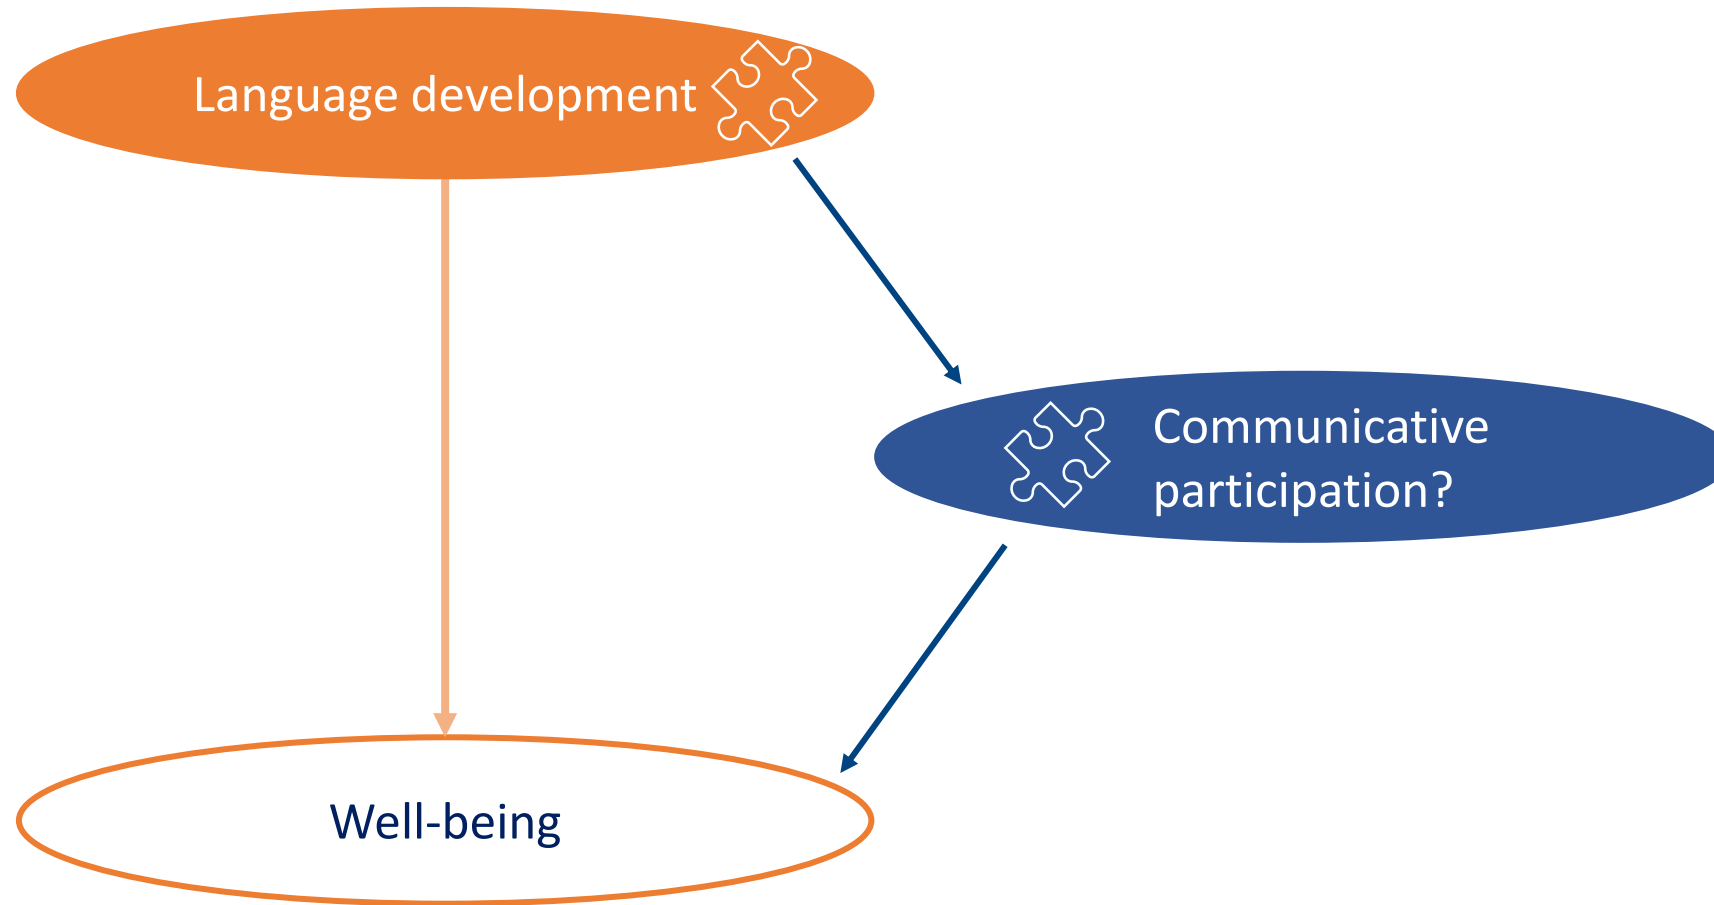 Language development
Communicative
participation?
Well-being